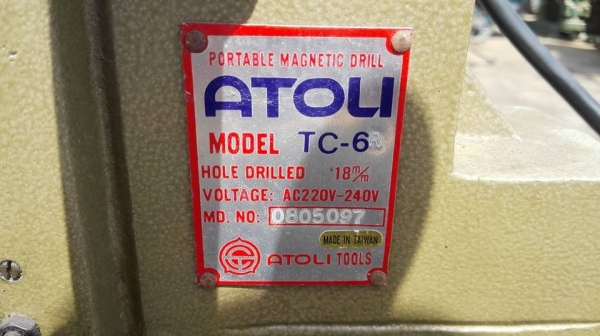 PORTABLE MAGNETIC DRILL
ATOLI
MODEL TC-6R
HOLE DRILLED 18m/m
VOLTAGE: AC220V-240V
MD. NO: 0805097
MADE IN TAIWAN
ATOLI TOOLS